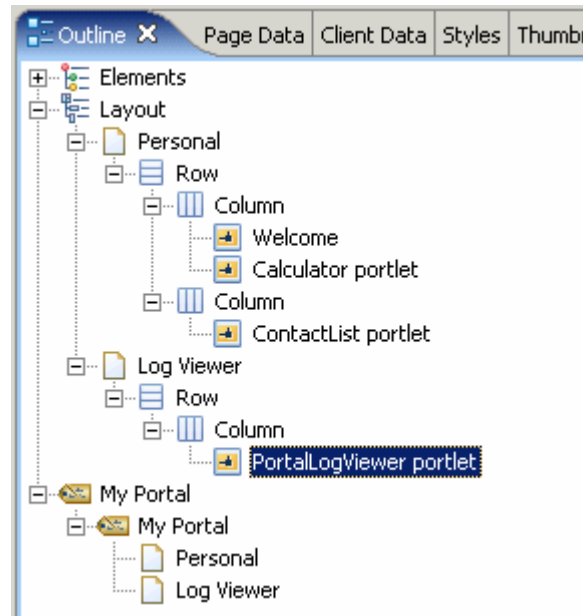 Outline Page Data Client Data Styles Thumb
Elements
Layout
Personal
Row
Column
Welcome
Calculator portlet
Column
ContactList portlet
Log Viewer
Row
Column
PortalLogViewer portlet
My Portal
My Portal
Personal
Log Viewer